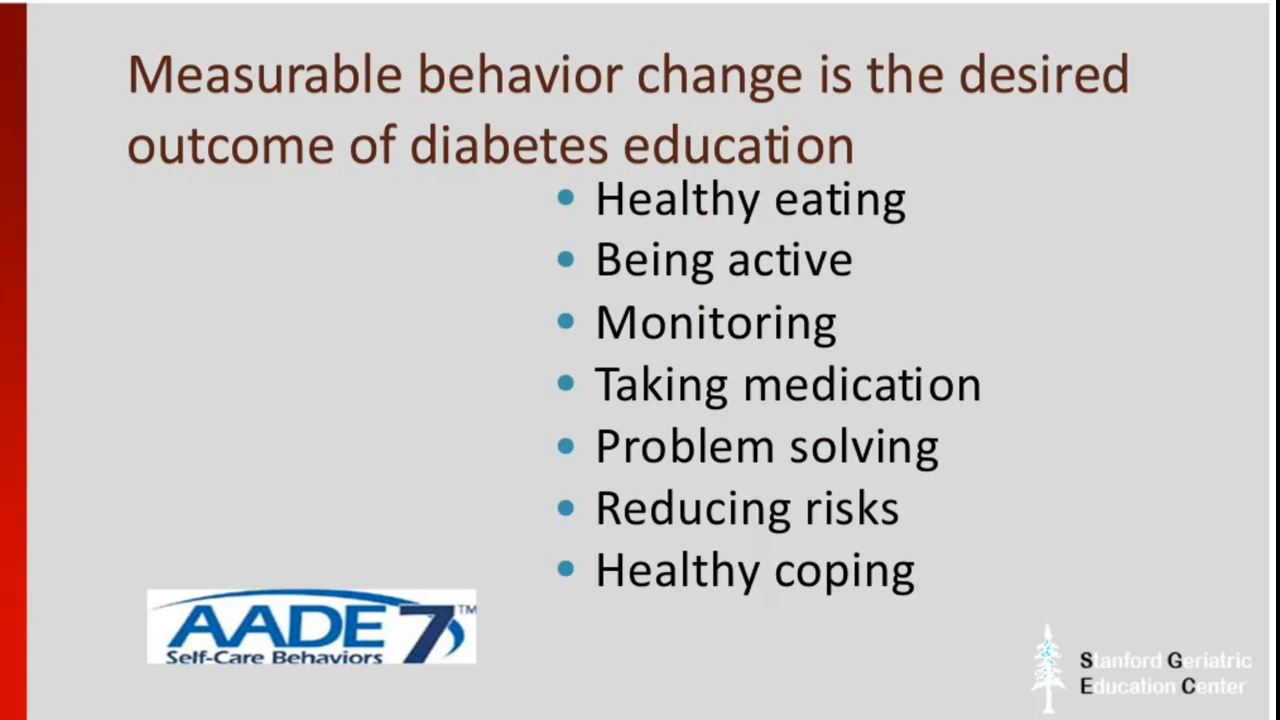 Measurable behavior change is the desired
outcome of diabetes education
• Healthy eating
• Being active
• Monitoring
• Taking medication
• Problem solving
• Reducing risks
• Healthy coping
AADE 7™
Self-Care Behaviors
Stanford Geriatric
Education Center